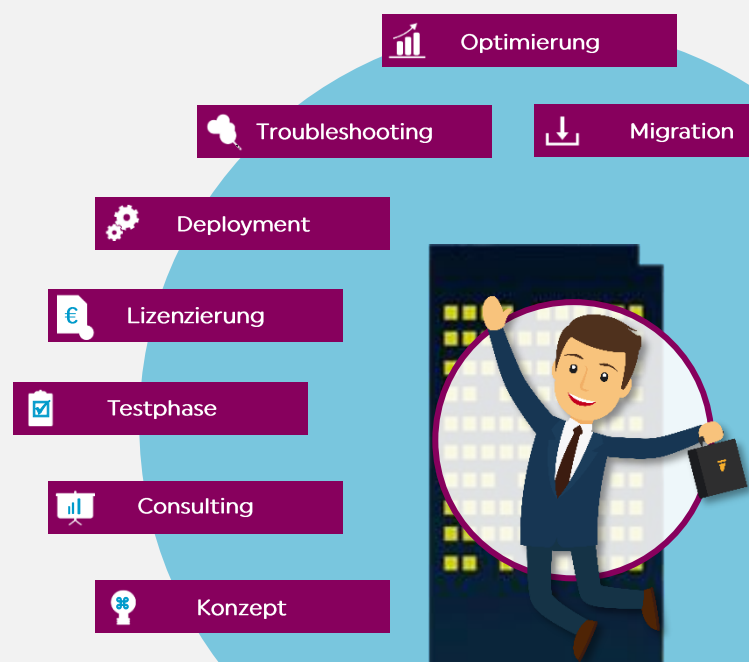 Optimierung
Troubleshooting
Migration
Deployment
€
Lizenzierung
Testphase
Consulting
⌘
Konzept